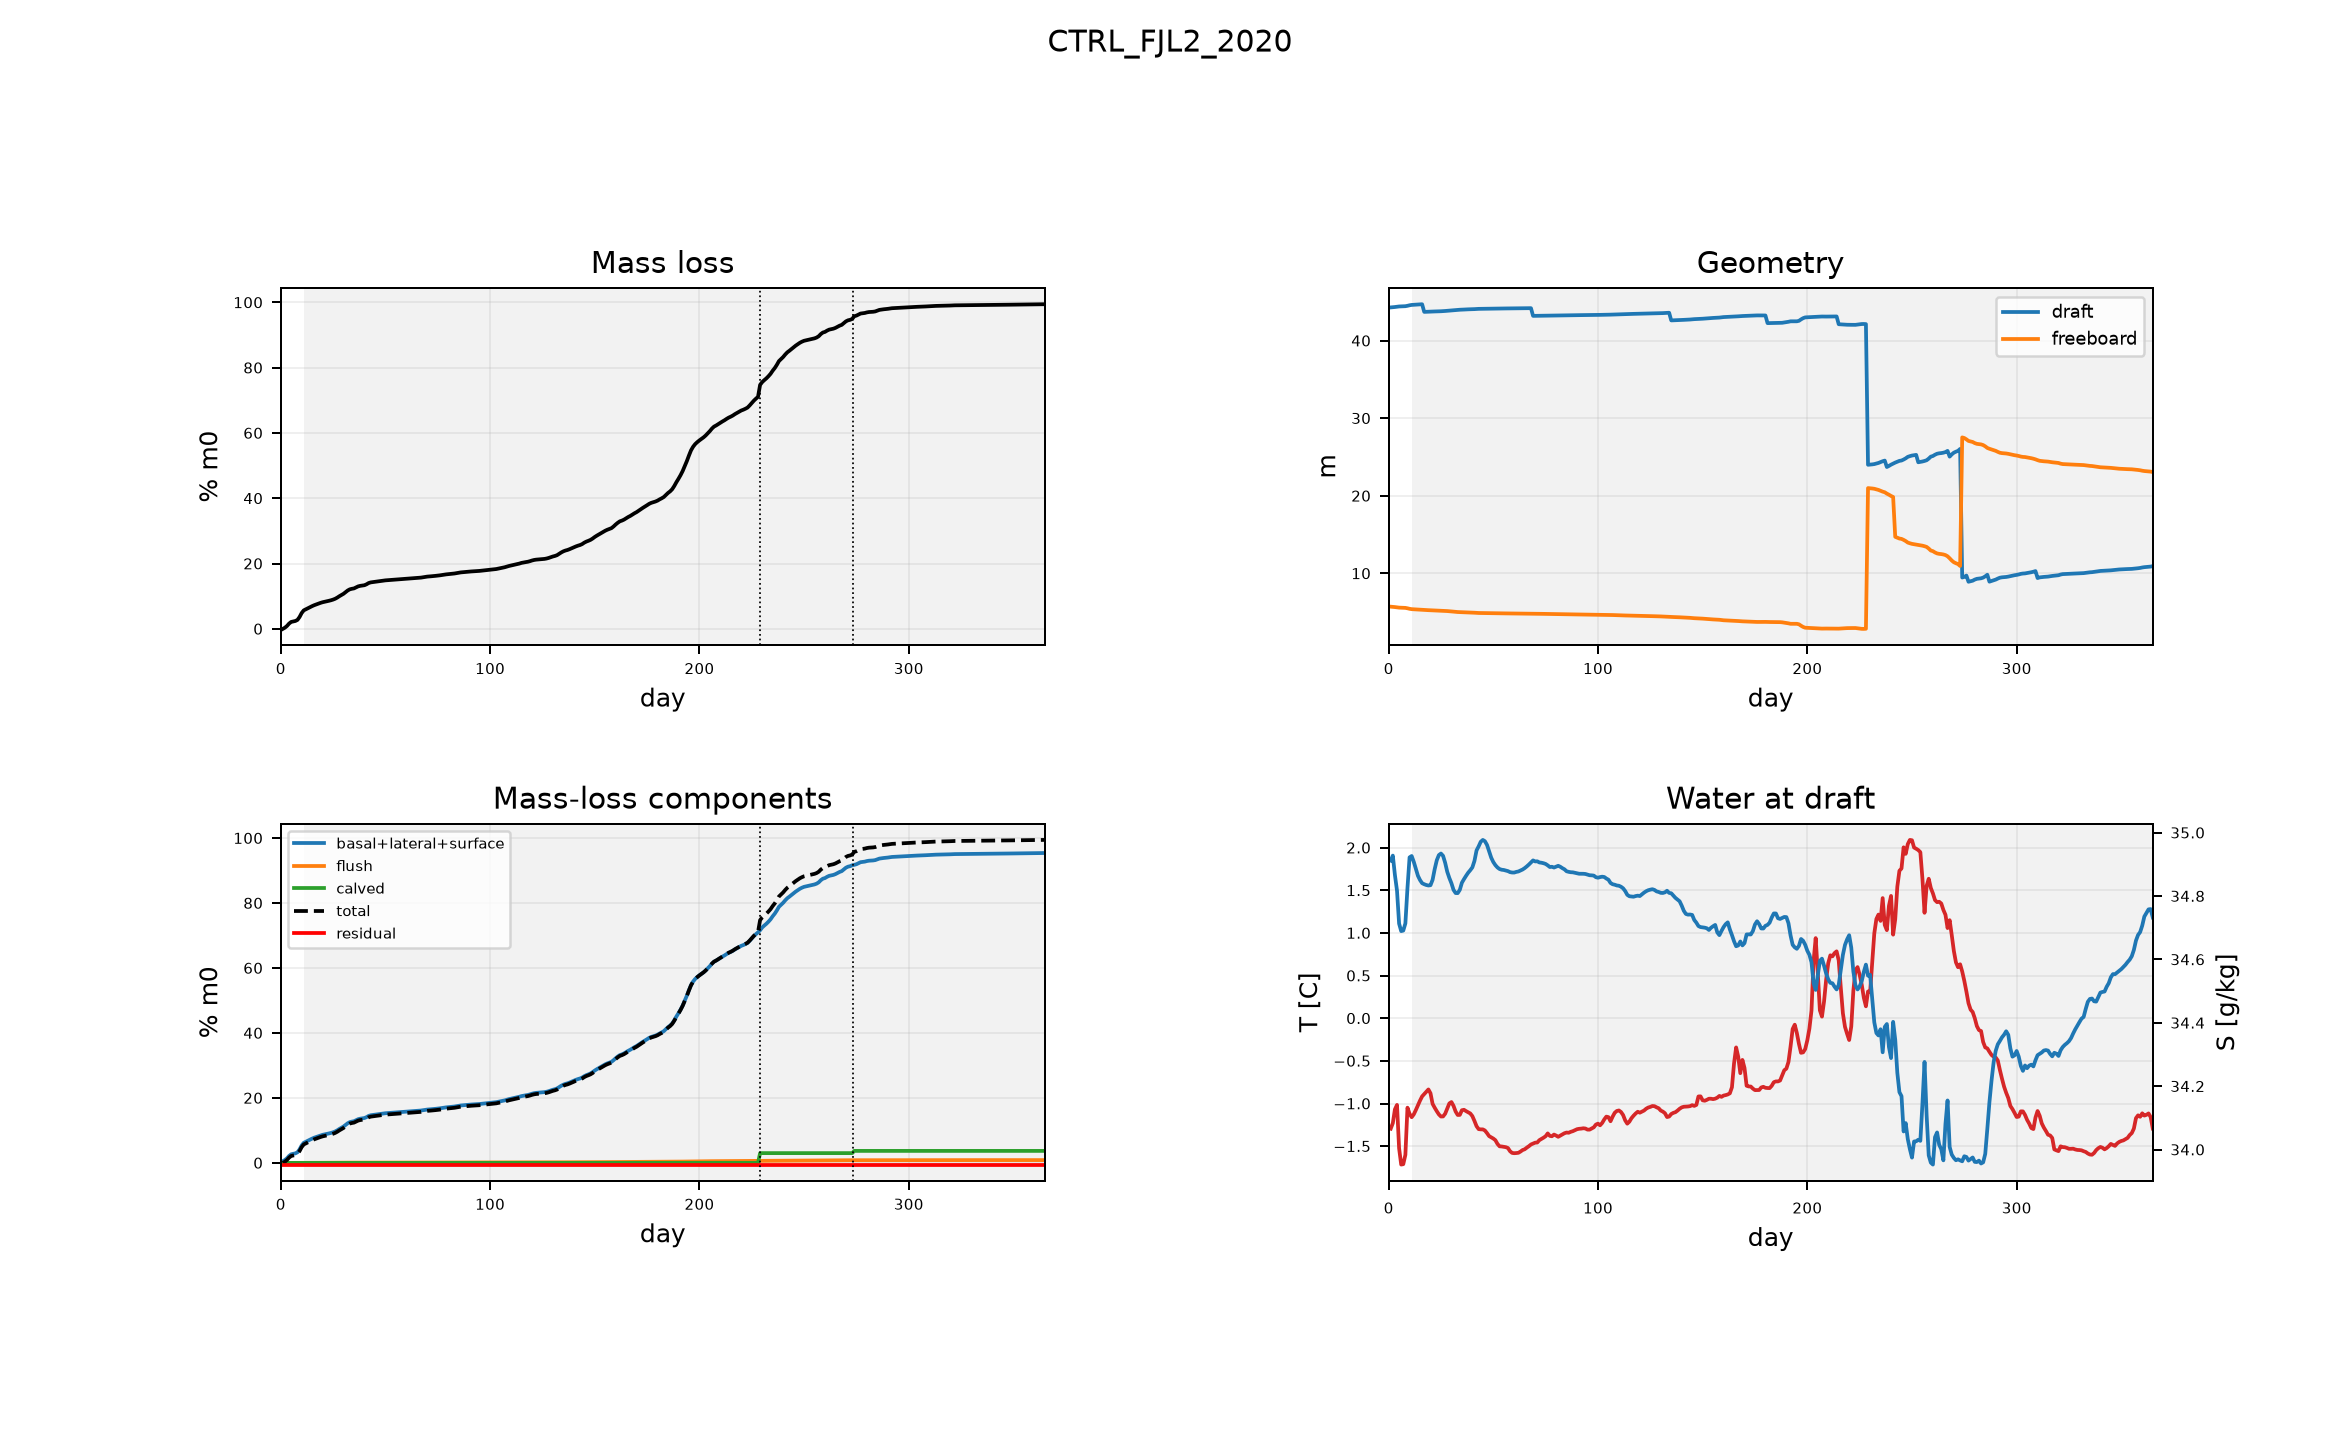 CTRL_FJL2_2020
Mass loss
% m0
100
80
60
40
20
0
0 100 200 300
day
Geometry
m
40
30
20
10
draft
freeboard
0 100 200 300
day
Mass-loss components
% m0
100
80
60
40
20
0
basal+lateral+surface
flush
calved
total
residual
0 100 200 300
day
Water at draft
T [C]
2.0
1.5
1.0
0.5
0.0
−0.5
−1.0
−1.5
35.0
34.8
34.6
34.4
34.2
34.0
S [g/kg]
0 100 200 300
day